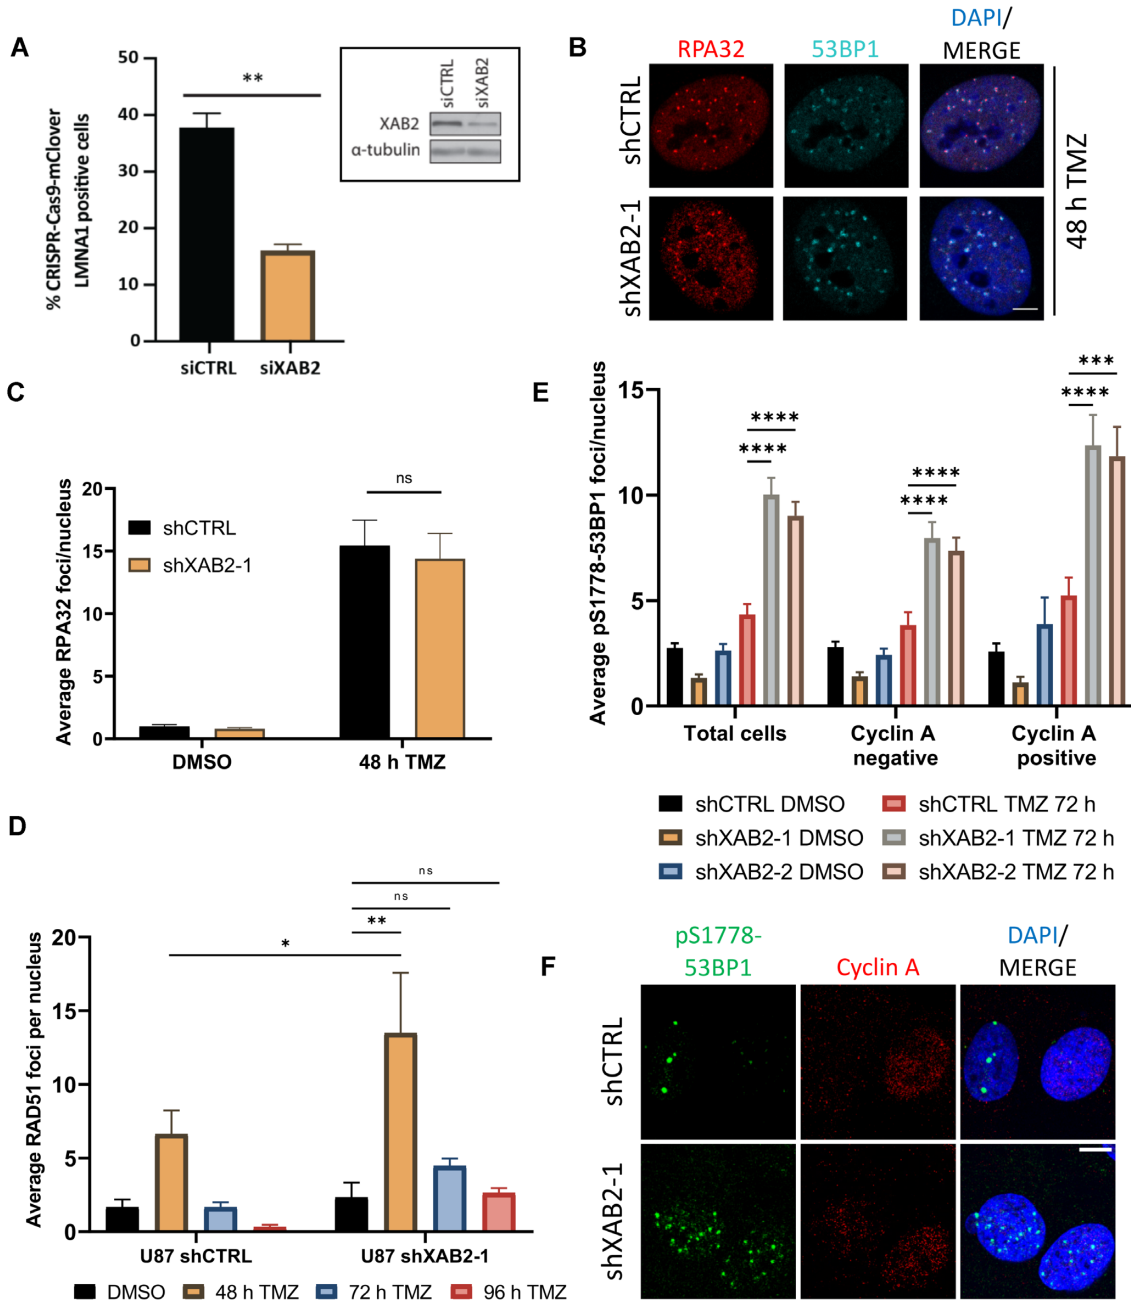 A
% CRISPR-Cas9-mClover
LMNA1 positive cells
50
40
30
20
10
0
**
siCTRL
siXAB2
siCTRL
siXAB2
XAB2
α-tubulin
B
RPA32
53BP1
DAPI/
MERGE
shCTRL
shXAB2-1
48 h TMZ
C
Average RPA32 foci/nucleus
20
15
10
5
0
shCTRL
shXAB2-1
ns
DMSO
48 h TMZ
E
Average pS1778-53BP1 foci/nucleus
15
10
5
0
****
****
****
****
***
****
Total cells
Cyclin A
negative
Cyclin A
positive
shCTRL DMSO
shXAB2-1 DMSO
shXAB2-2 DMSO
shCTRL TMZ 72 h
shXAB2-1 TMZ 72 h
shXAB2-2 TMZ 72 h
D
Average RAD51 foci per nucleus
20
15
10
5
0
ns
ns
**
*
U87 shCTRL
U87 shXAB2-1
DMSO
48 h TMZ
72 h TMZ
96 h TMZ
F
pS1778-
53BP1
Cyclin A
DAPI/
MERGE
shCTRL
shXAB2-1